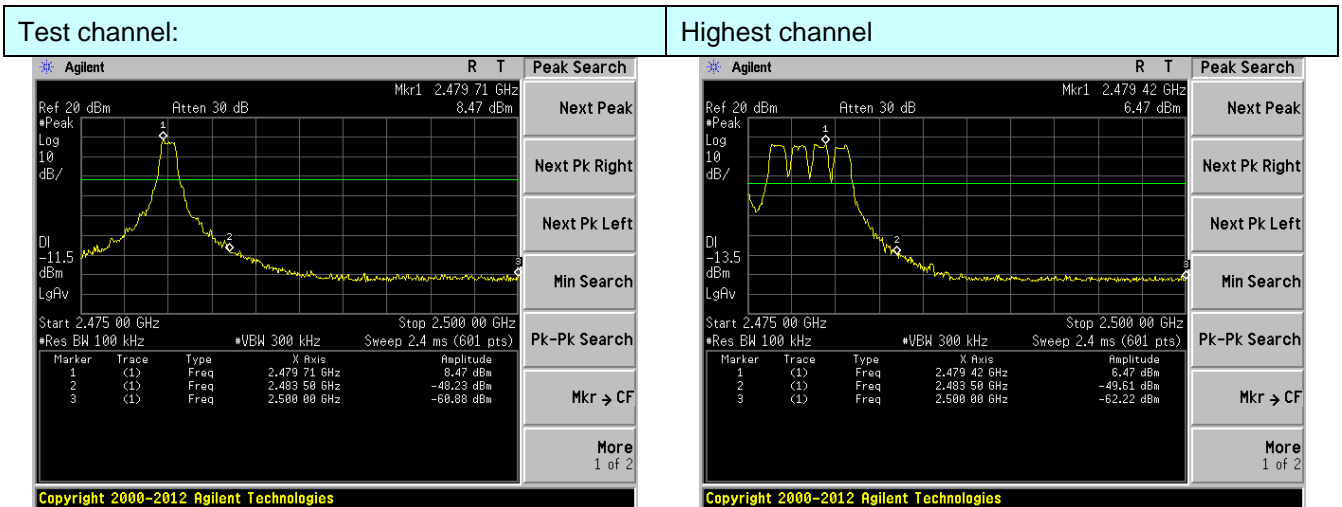 Test channel:
Highest channel
Agilent R T Peak Search
Mkr1 2.479 71 GHz
Ref 20 dBm Atten 30 dB 8.47 dBm
#Peak
Log
10
dB/
1
2
3
DI
-11.5
dBm
LgAv
Start 2.475 00 GHz Stop 2.500 00 GHz
#Res BW 100 kHz #VBW 300 kHz Sweep 2.4 ms (601 pts)
Marker Trace Type X Axis Amplitude
1 (1) Freq 2.479 71 GHz 8.47 dBm
2 (1) Freq 2.483 50 GHz -48.23 dBm
3 (1) Freq 2.500 00 GHz -60.88 dBm
Next Peak
Next Pk Right
Next Pk Left
Min Search
Pk-Pk Search
Mkr → CF
More
1 of 2
Copyright 2000-2012 Agilent Technologies
Agilent R T Peak Search
Mkr1 2.479 42 GHz
Ref 20 dBm Atten 30 dB 6.47 dBm
#Peak
Log
10
dB/
1
2
3
DI
-13.5
dBm
LgAv
Start 2.475 00 GHz Stop 2.500 00 GHz
#Res BW 100 kHz #VBW 300 kHz Sweep 2.4 ms (601 pts)
Marker Trace Type X Axis Amplitude
1 (1) Freq 2.479 42 GHz 6.47 dBm
2 (1) Freq 2.483 50 GHz -49.61 dBm
3 (1) Freq 2.500 00 GHz -62.22 dBm
Next Peak
Next Pk Right
Next Pk Left
Min Search
Pk-Pk Search
Mkr → CF
More
1 of 2
Copyright 2000-2012 Agilent Technologies